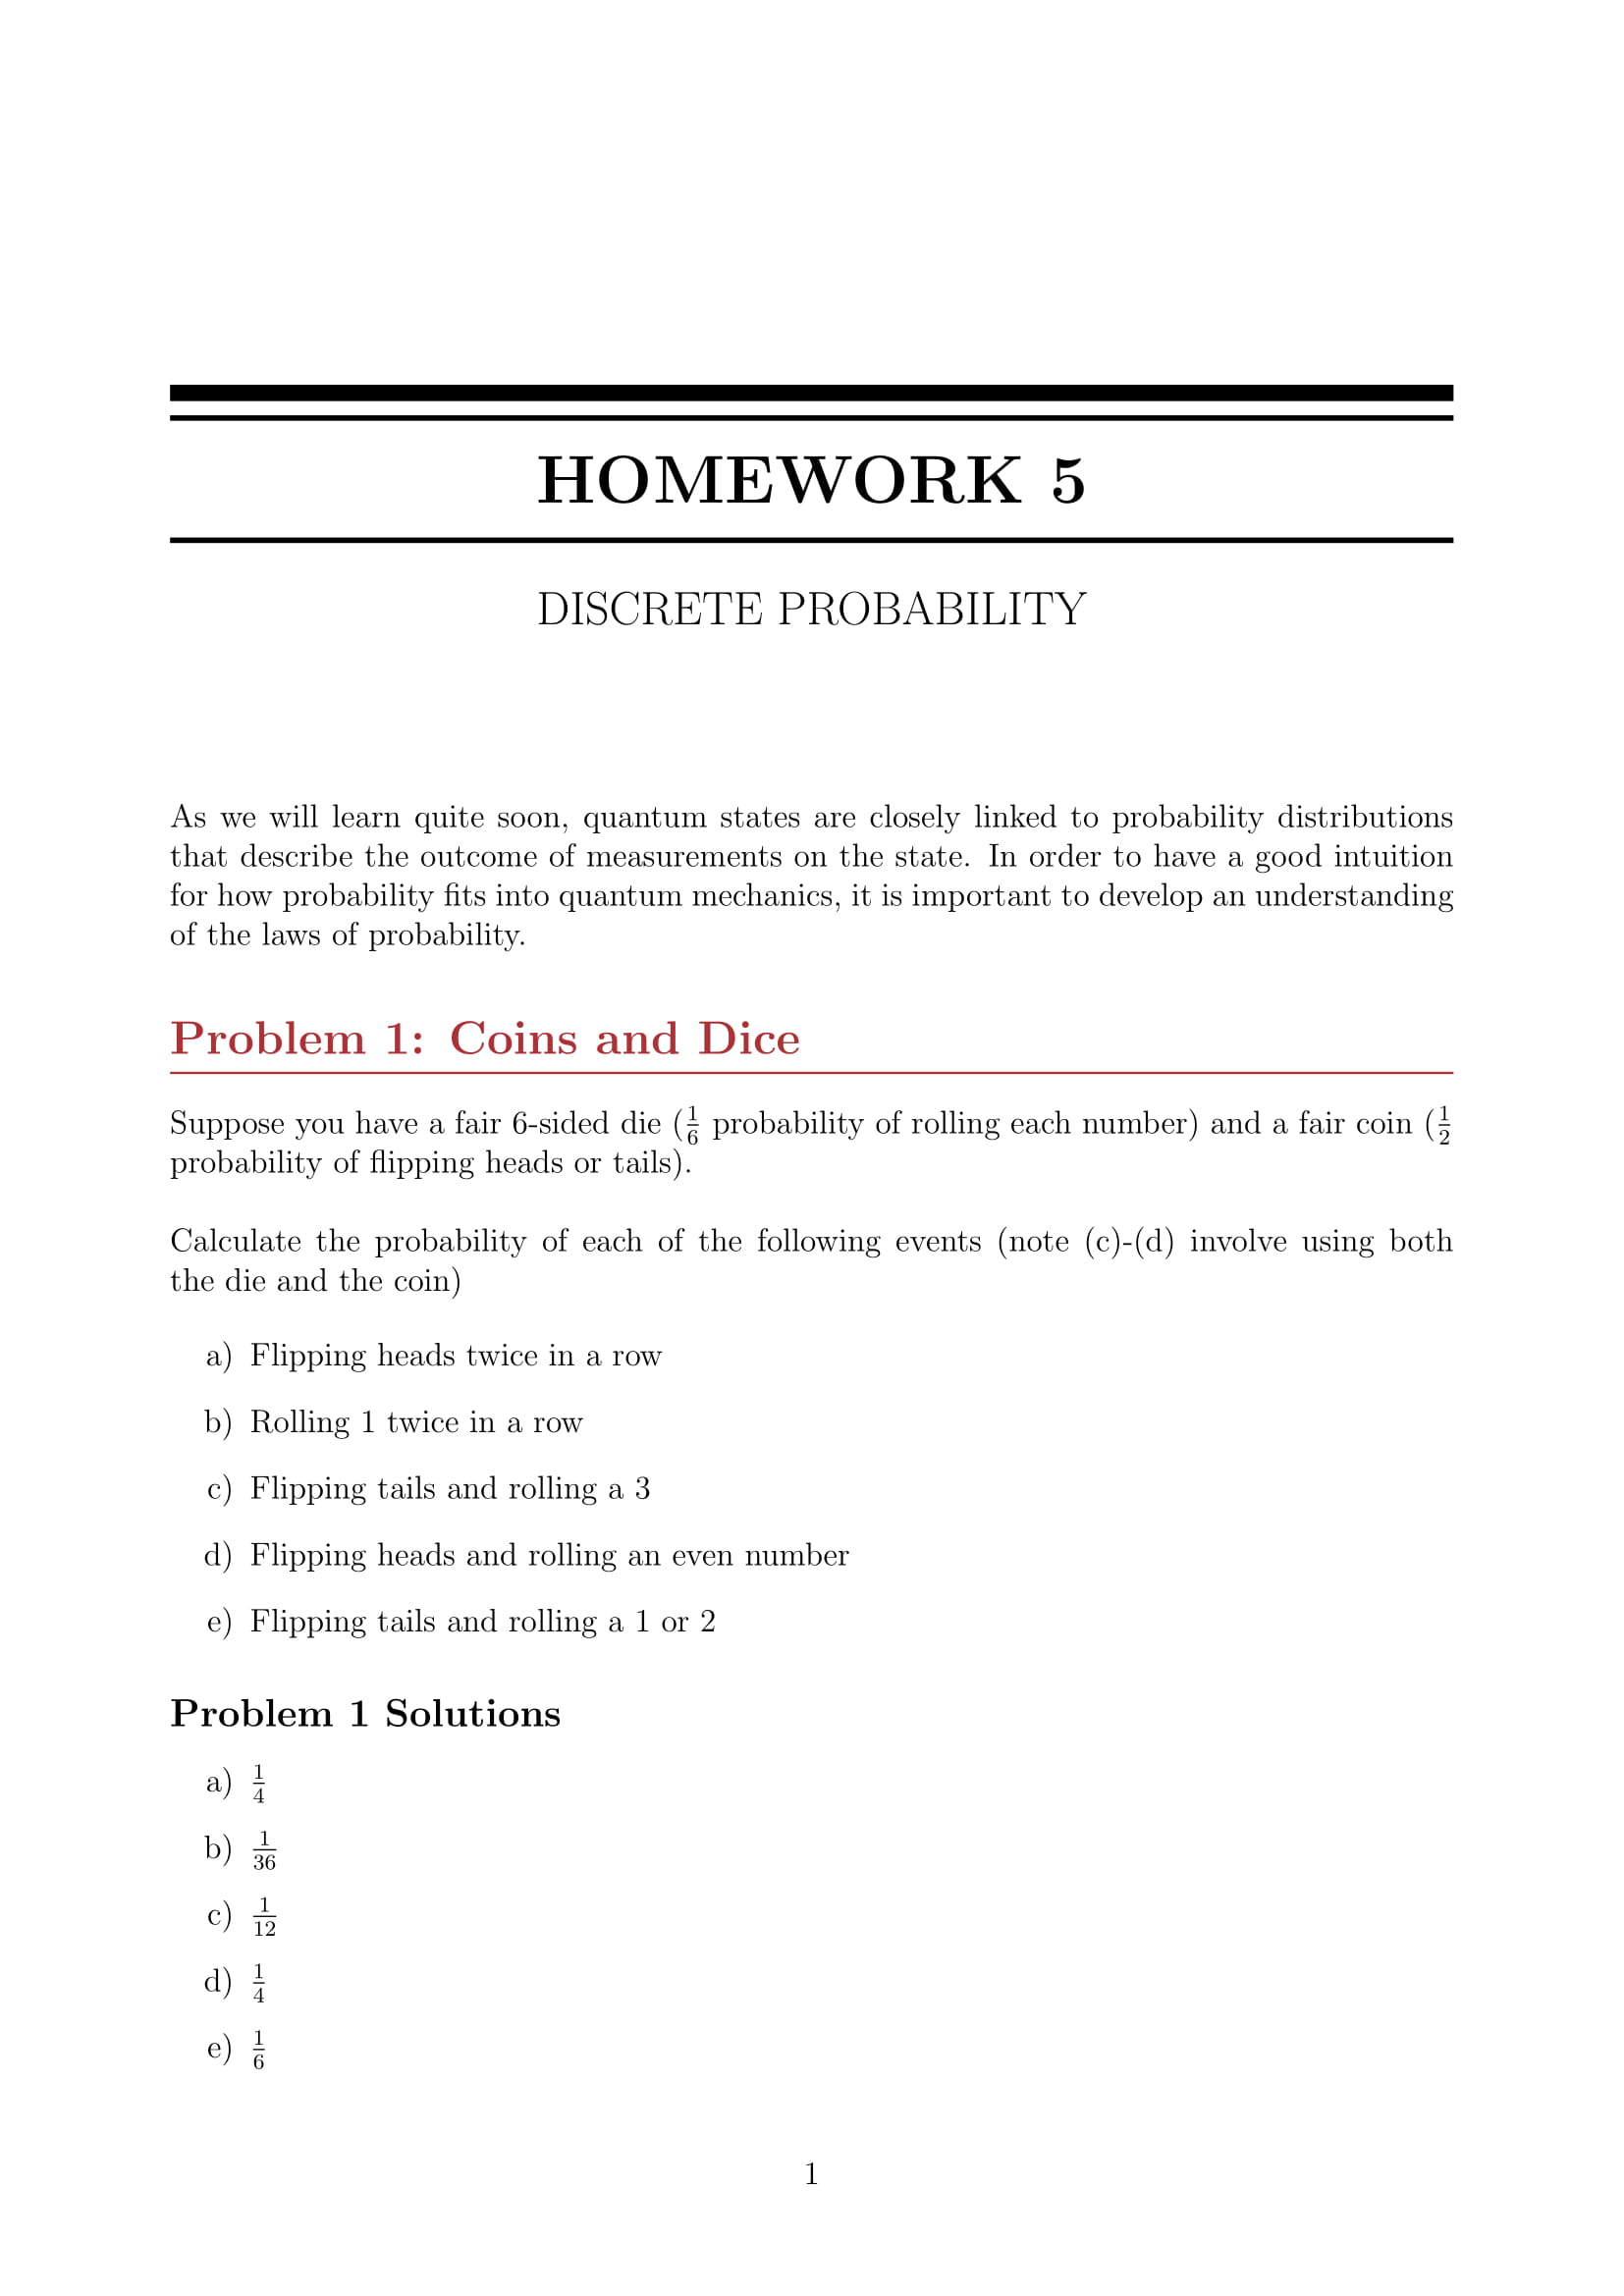 HOMEWORK 5
DISCRETE PROBABILITY
As we will learn quite soon, quantum states are closely linked to probability distributions
that describe the outcome of measurements on the state. In order to have a good intuition
for how probability fits into quantum mechanics, it is important to develop an understanding
of the laws of probability.
Problem 1: Coins and Dice
Suppose you have a fair 6-sided die ($\frac{1}{6}$ probability of rolling each number) and a fair coin ($\frac{1}{2}$
probability of flipping heads or tails).
Calculate the probability of each of the following events (note (c)-(d) involve using both
the die and the coin)
a) Flipping heads twice in a row
b) Rolling 1 twice in a row
c) Flipping tails and rolling a 3
d) Flipping heads and rolling an even number
e) Flipping tails and rolling a 1 or 2
Problem 1 Solutions
a) $\frac{1}{4}$
b) $\frac{1}{36}$
c) $\frac{1}{12}$
d) $\frac{1}{4}$
e) $\frac{1}{6}$
1